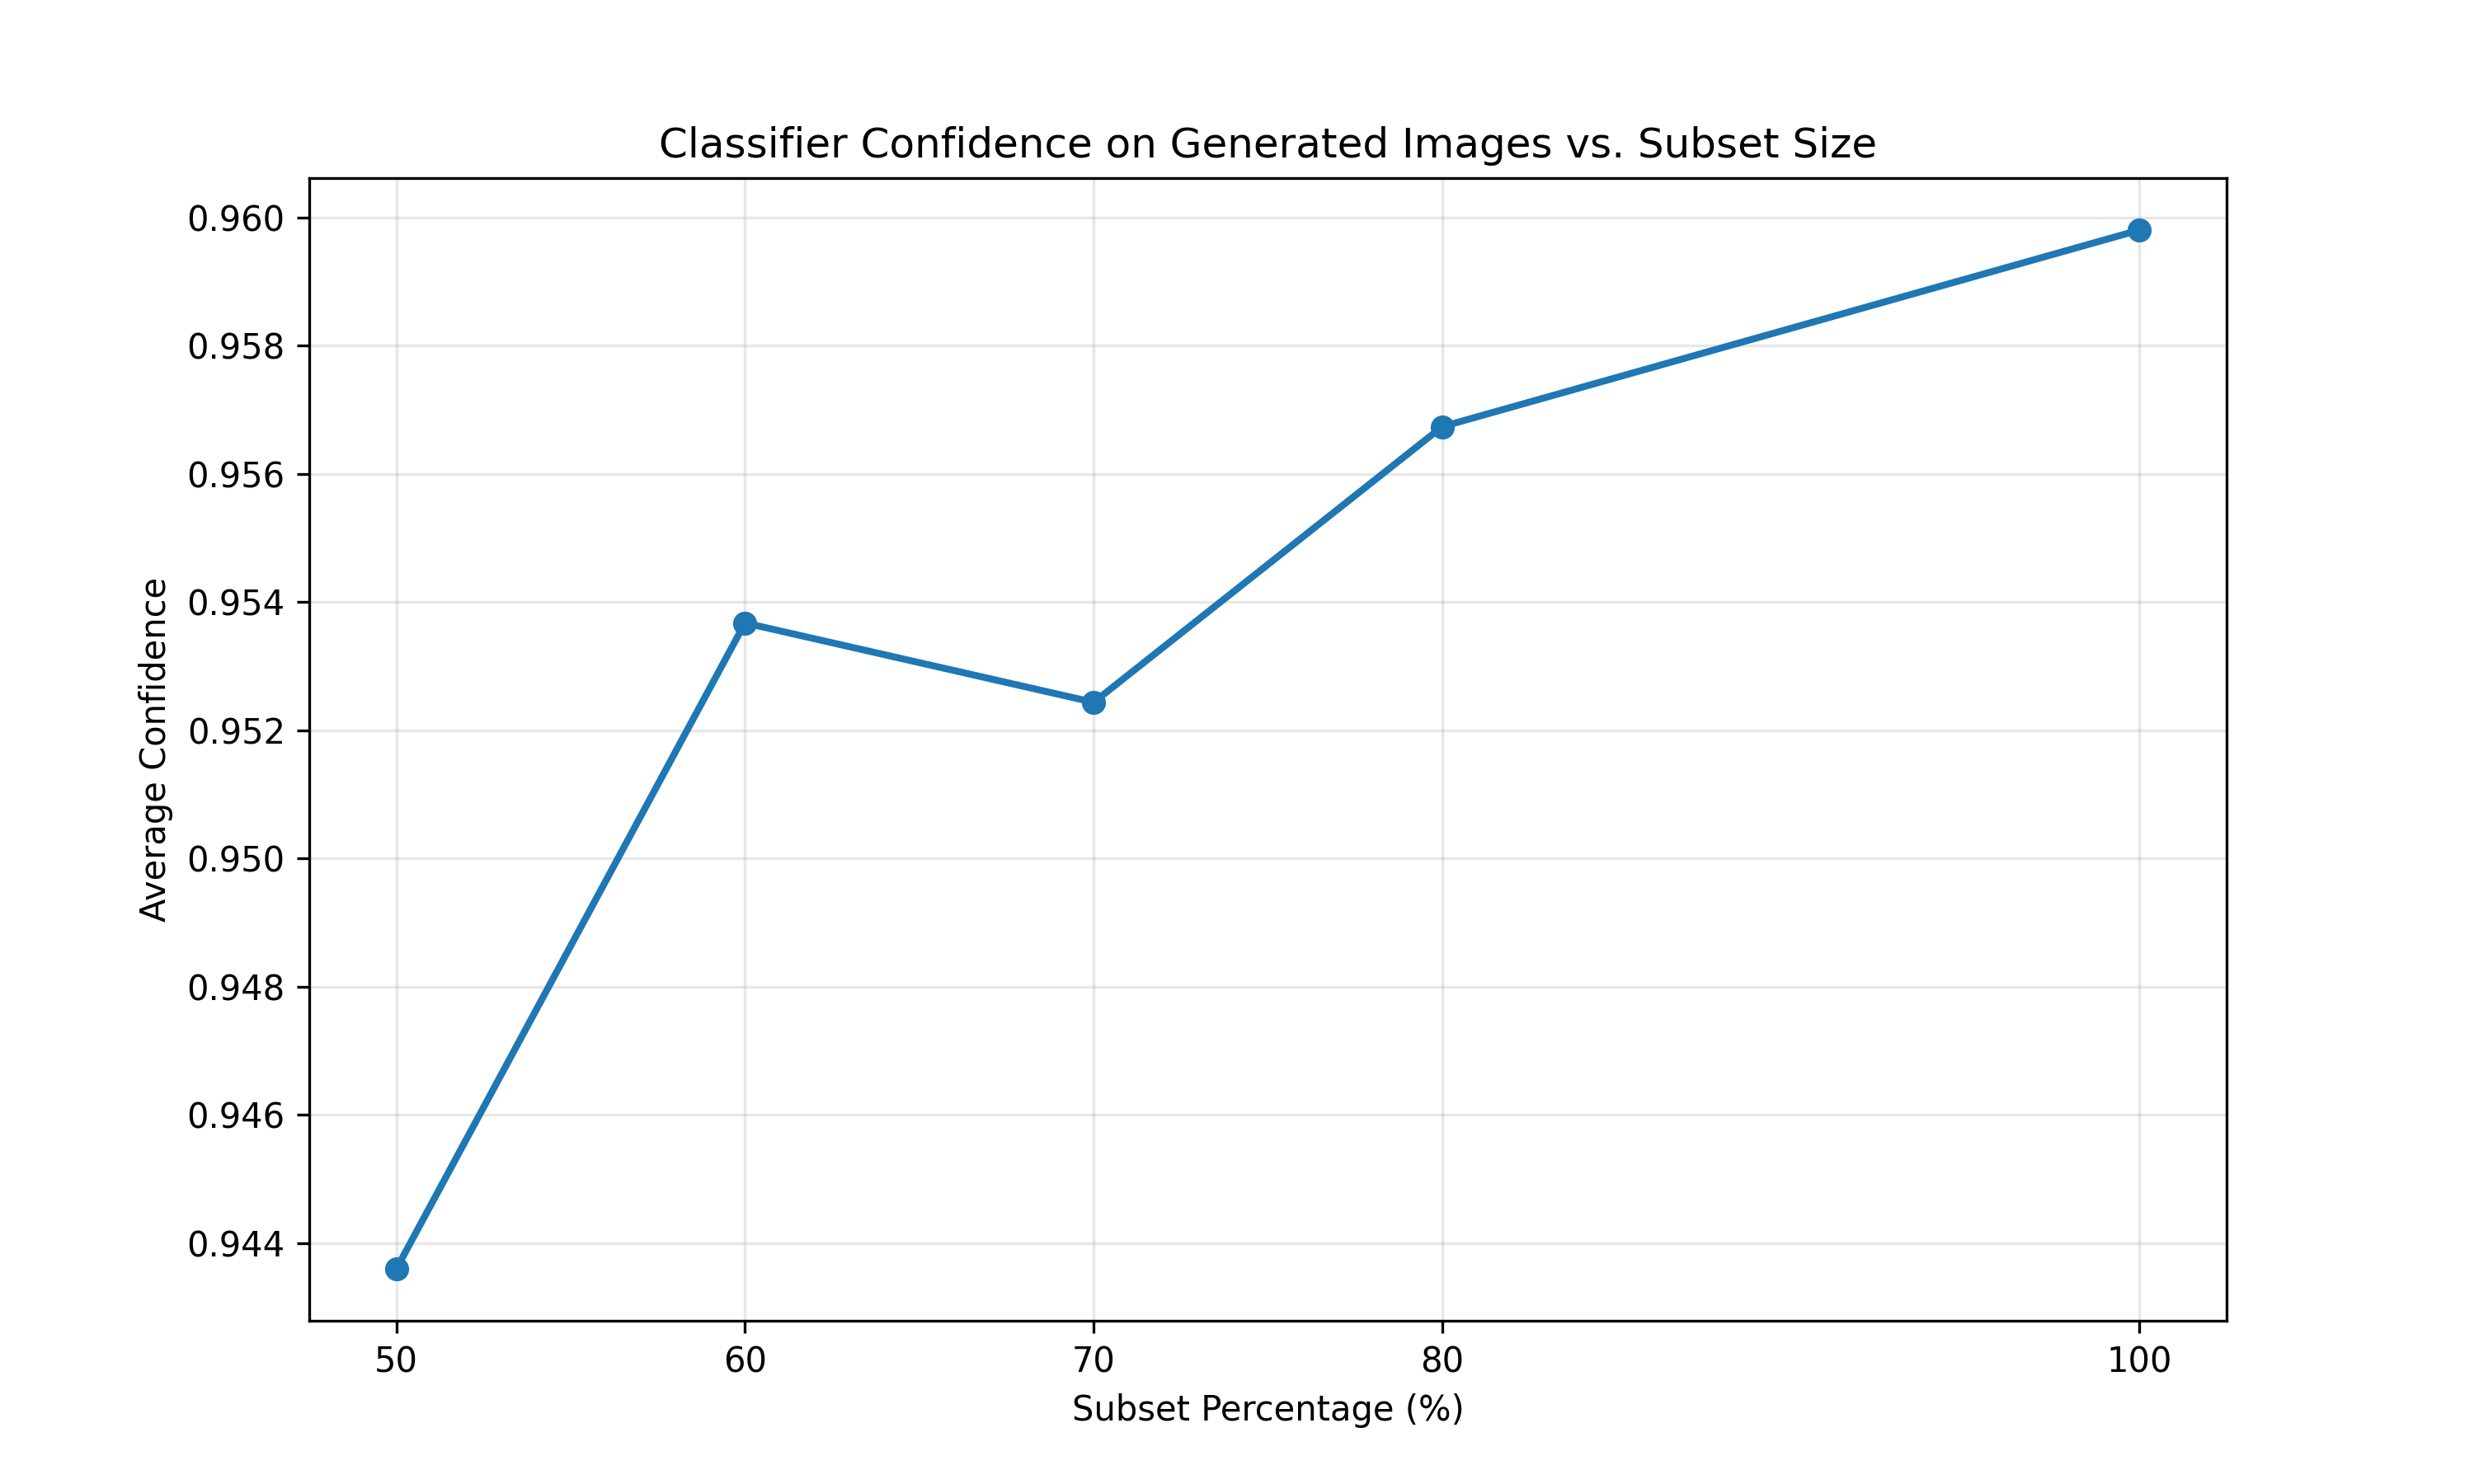 Classifier Confidence on Generated Images vs. Subset Size
0.960
0.958
0.956
0.954
0.952
0.950
0.948
0.946
0.944
Average Confidence
50 60 70 80 100
Subset Percentage (%)